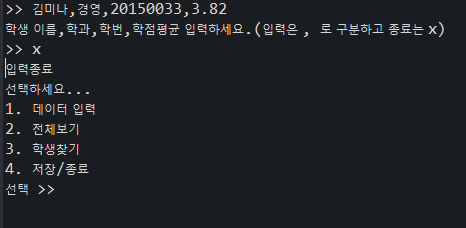 >> 김미나,경영,20150033,3.82
학생 이름,학과,학번,학점평균 입력하세요.(입력은 , 로 구분하고 종료는 x)
>> x
입력종료
선택하세요...
1. 데이터 입력
2. 전체보기
3. 학생찾기
4. 저장/종료
선택 >>